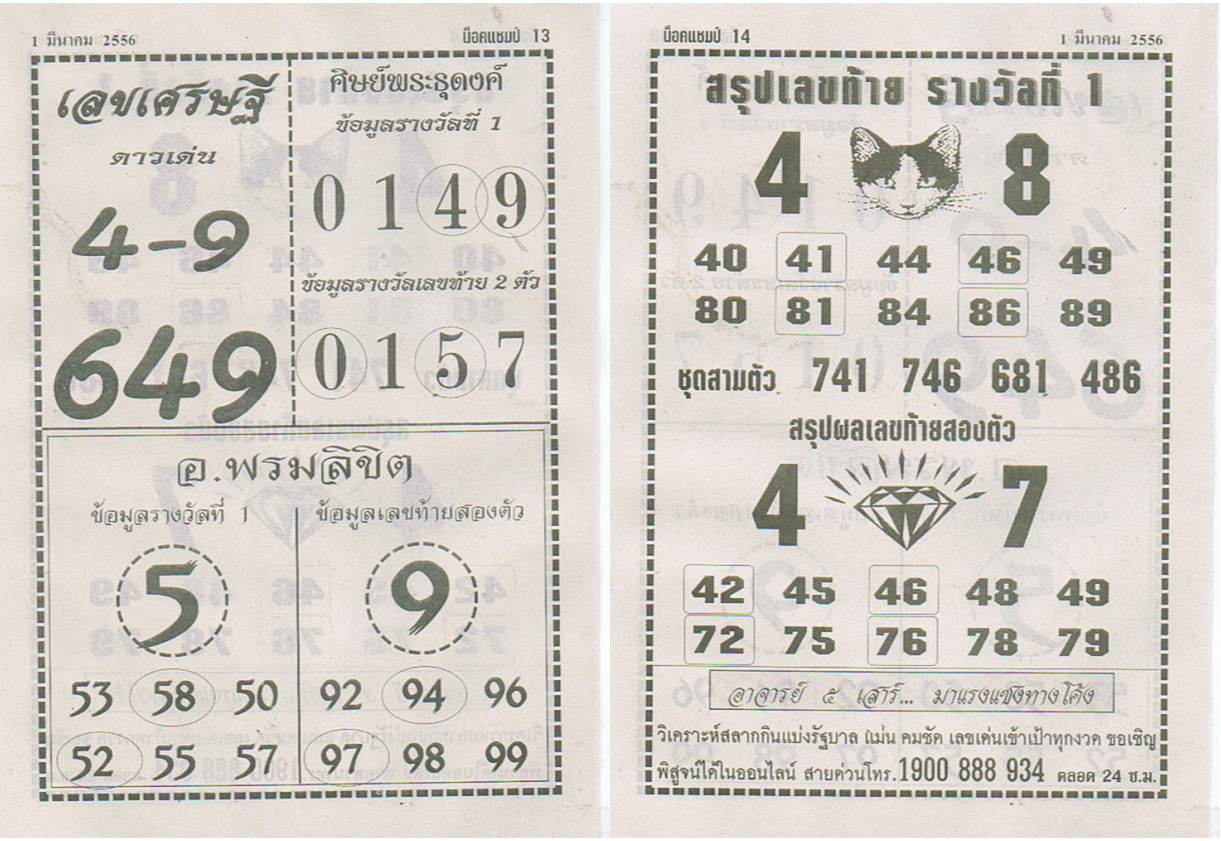 1 มีนาคม 2556
น็อคแชมป์ 13
เลขเศรษฐี
ดาวเด่น
4-9
649
ศิษย์พระธุดงค์
ข้อมูลรางวัลที่ 1
0 1 4 9
ข้อมูลรางวัลเลขท้าย 2 ตัว
0 1 5 7
อ.พรมลิขิต
ข้อมูลรางวัลที่ 1
5
53 58 50
52 55 57
ข้อมูลเลขท้ายสองตัว
9
92 94 96
97 98 99
น็อคแชมป์ 14
1 มีนาคม 2556
สรุปเลขท้าย รางวัลที่ 1
4 8
40 41 44 46 49
80 81 84 86 89
ชุดสามตัว 741 746 681 486
สรุปผลเลขท้ายสองตัว
4 7
42 45 46 48 49
72 75 76 78 79
อาจารย์ ๕ เสาร์... มาแรงแซงทางโค้ง
วิเคราะห์สลากกินแบ่งรัฐบาล แม่น คมชัด เลขเด่นเข้าเป้าทุกงวด ขอเชิญ
พิสูจน์ได้ในออนไลน์ สายด่วนโทร.1900 888 934 ตลอด 24 ช.ม.